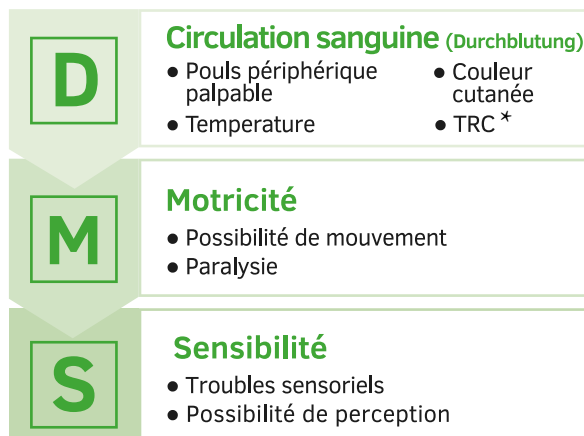 D
Circulation sanguine (Durchblutung)
● Pouls périphérique palpable
● Couleur cutanée
● Temperature
● TRC *
M
Motricité
● Possibilité de mouvement
● Paralysie
S
Sensibilité
● Troubles sensoriels
● Possibilité de perception